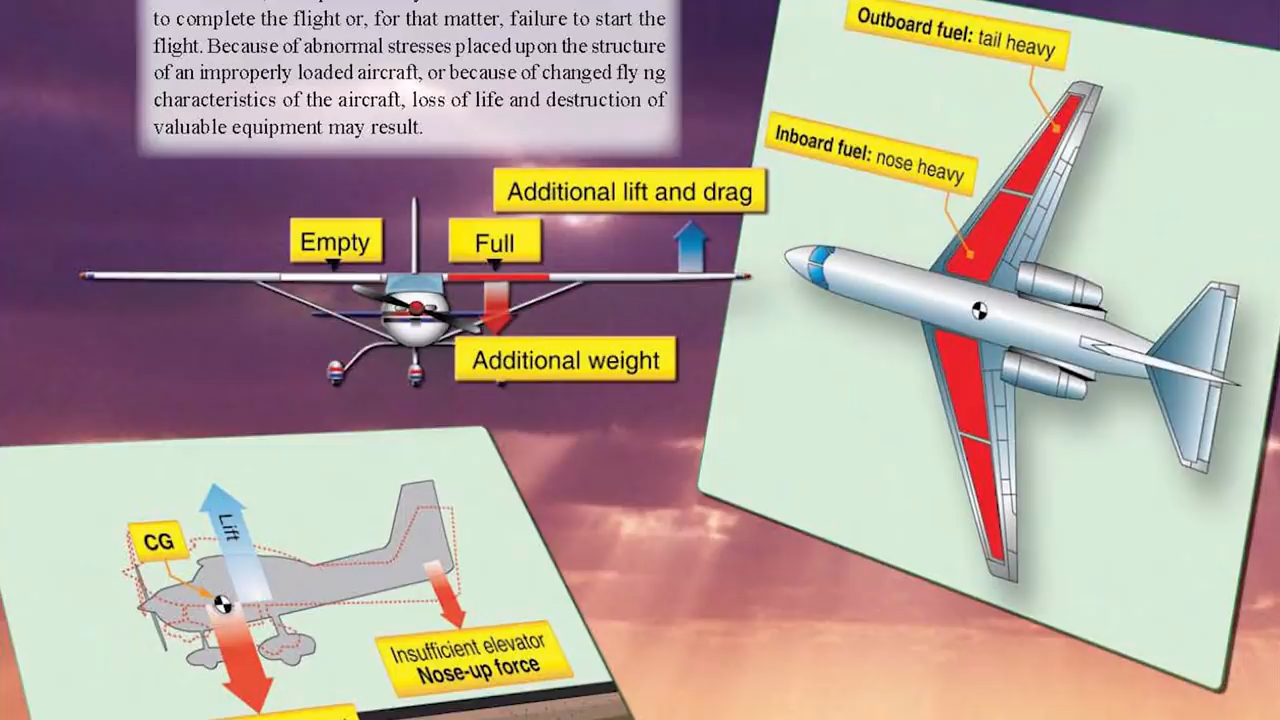 to complete the flight or, for that matter, failure to start the
flight. Because of abnormal stresses placed upon the structure
of an improperly loaded aircraft, or because of changed fly ng
characteristics of the aircraft, loss of life and destruction of
valuable equipment may result.
Outboard fuel: tail heavy
Inboard fuel: nose heavy
Additional lift and drag
Empty
Full
Additional weight
Lift
CG
Insufficient elevator
Nose-up force